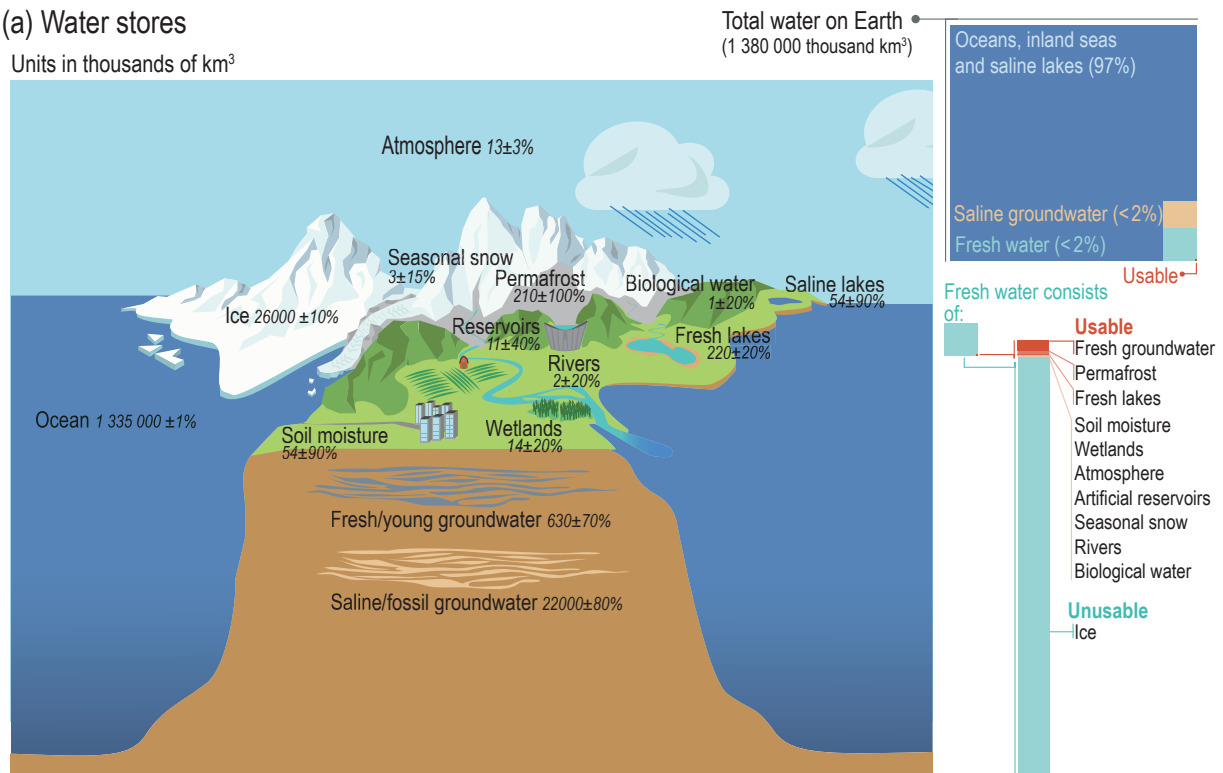 (a) Water stores
Units in thousands of km³
Total water on Earth
(1 380 000 thousand km³)
Oceans, inland seas
and saline lakes (97%)
Saline groundwater (<2%)
Fresh water (<2%)
Usable
Atmosphere 13±3%
Seasonal snow
3±15%
Permafrost
210±100%
Biological water
1±20%
Saline lakes
54±90%
Ice 26000 ±10%
Reservoirs
11±40%
Fresh lakes
220±20%
Rivers
2±20%
Ocean 1 335 000 ±1%
Soil moisture
54±90%
Wetlands
14±20%
Fresh/young groundwater 630±70%
Saline/fossil groundwater 22000±80%
Fresh water consists
of:
Usable
Fresh groundwater
Permafrost
Fresh lakes
Soil moisture
Wetlands
Atmosphere
Artificial reservoirs
Seasonal snow
Rivers
Biological water
Unusable
Ice